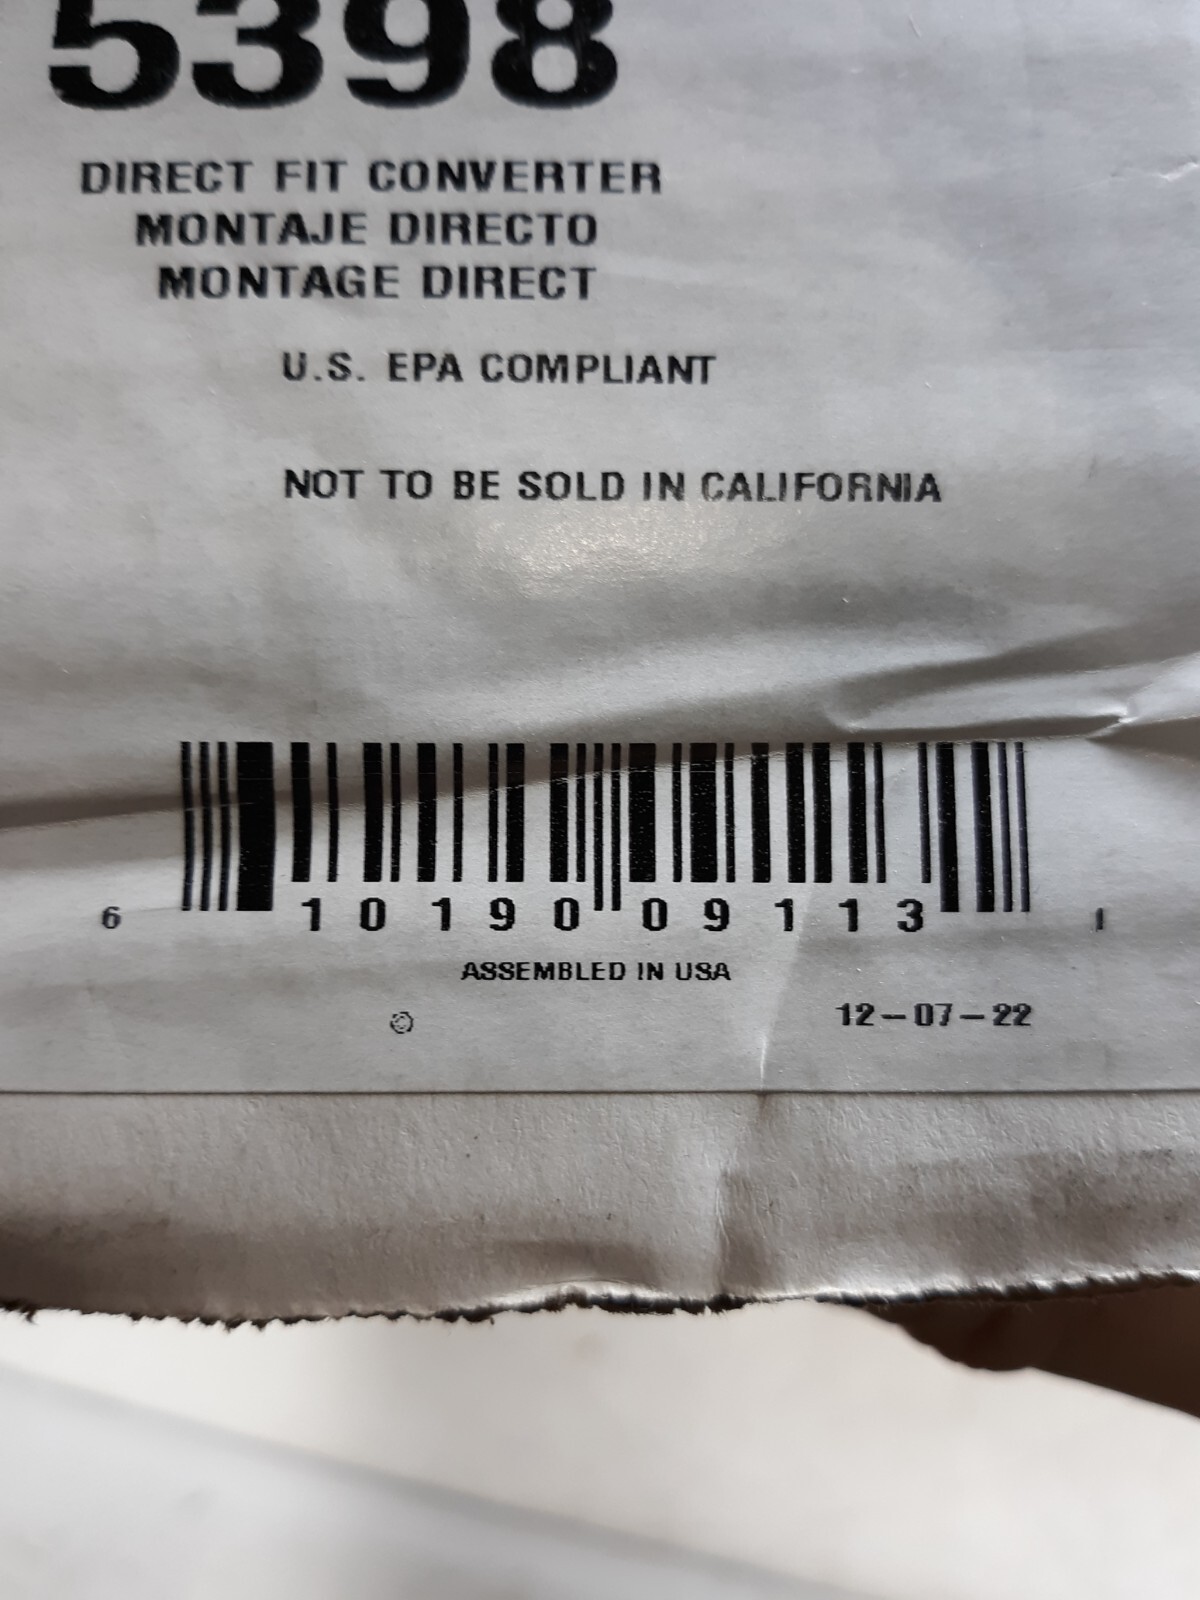 5398
DIRECT FIT CONVERTER
MONTAJE DIRECTO
MONTAGE DIRECT
U.S. EPA COMPLIANT
NOT TO BE SOLD IN CALIFORNIA
6 10190 09113 1
ASSEMBLED IN USA
12-07-22